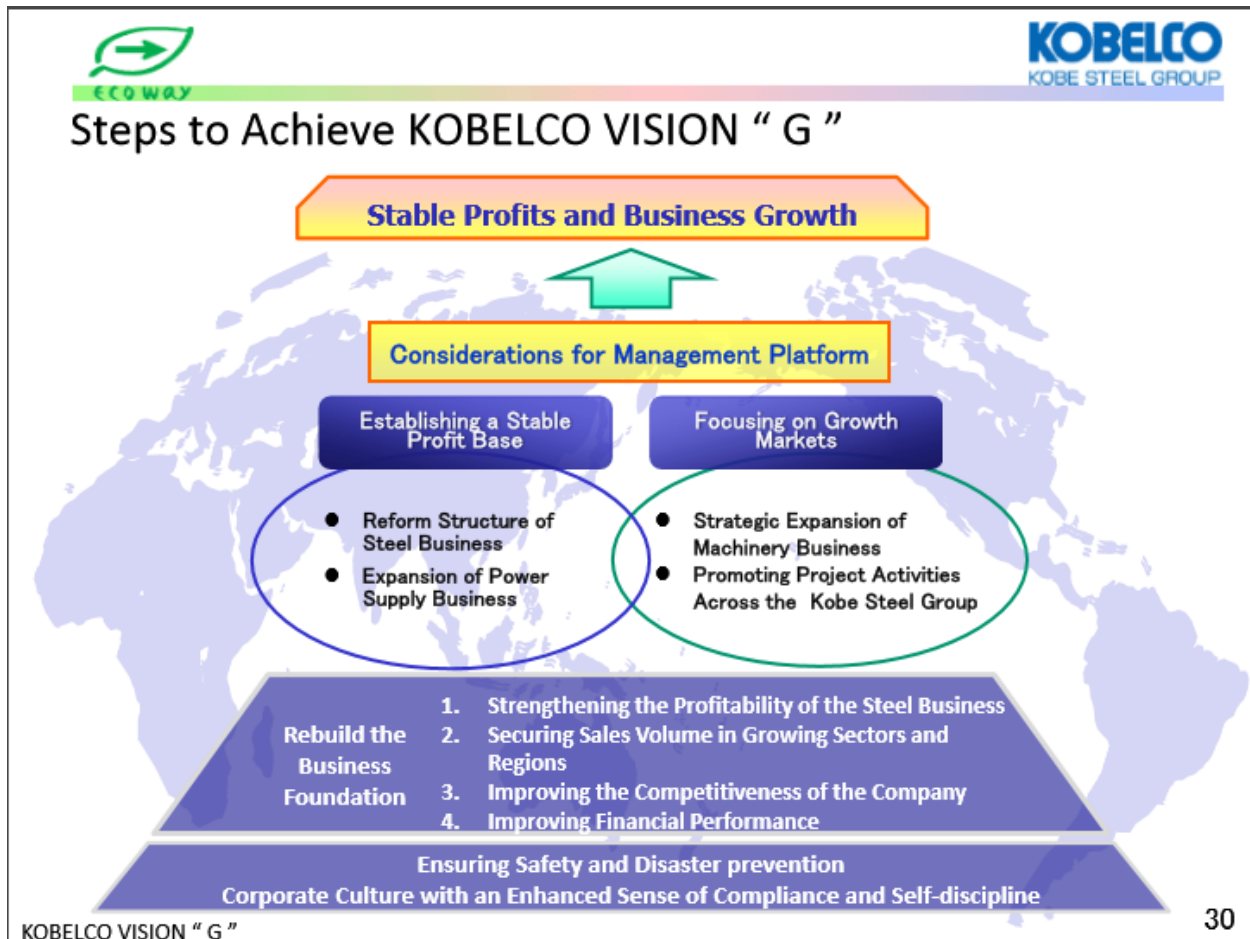 ECO WAY
KOBELCO
KOBE STEEL GROUP
Steps to Achieve KOBELCO VISION “ G ”
Stable Profits and Business Growth
Considerations for Management Platform
Establishing a Stable
Profit Base
● Reform Structure of
Steel Business
● Expansion of Power
Supply Business
Focusing on Growth
Markets
● Strategic Expansion of
Machinery Business
● Promoting Project Activities
Across the Kobe Steel Group
Rebuild the
Business
Foundation
1. Strengthening the Profitability of the Steel Business
2. Securing Sales Volume in Growing Sectors and
Regions
3. Improving the Competitiveness of the Company
4. Improving Financial Performance
Ensuring Safety and Disaster prevention
Corporate Culture with an Enhanced Sense of Compliance and Self-discipline
KOBELCO VISION “ G ”
30